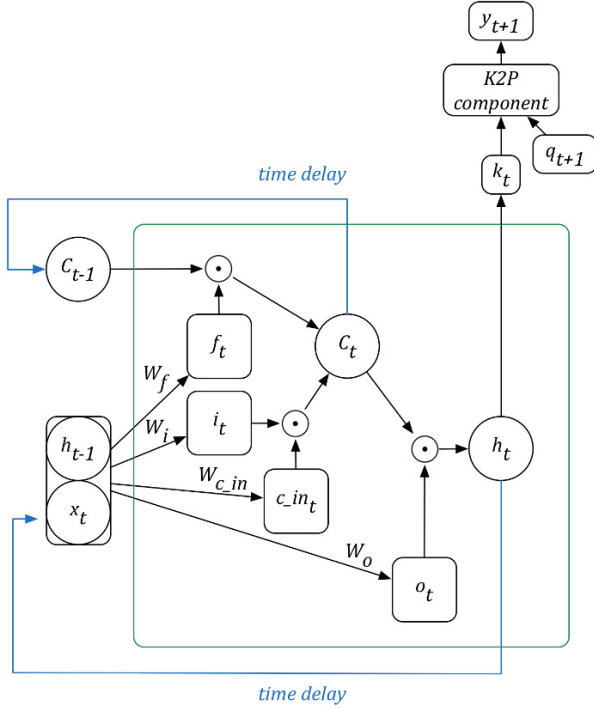 y_{t+1}
K2P
component
q_{t+1}
k_t
time delay
C_{t-1}
f_t
C_t
W_f
W_i
i_t
h_{t-1}
h_t
W_{c_in}
c_in_t
x_t
W_o
o_t
time delay